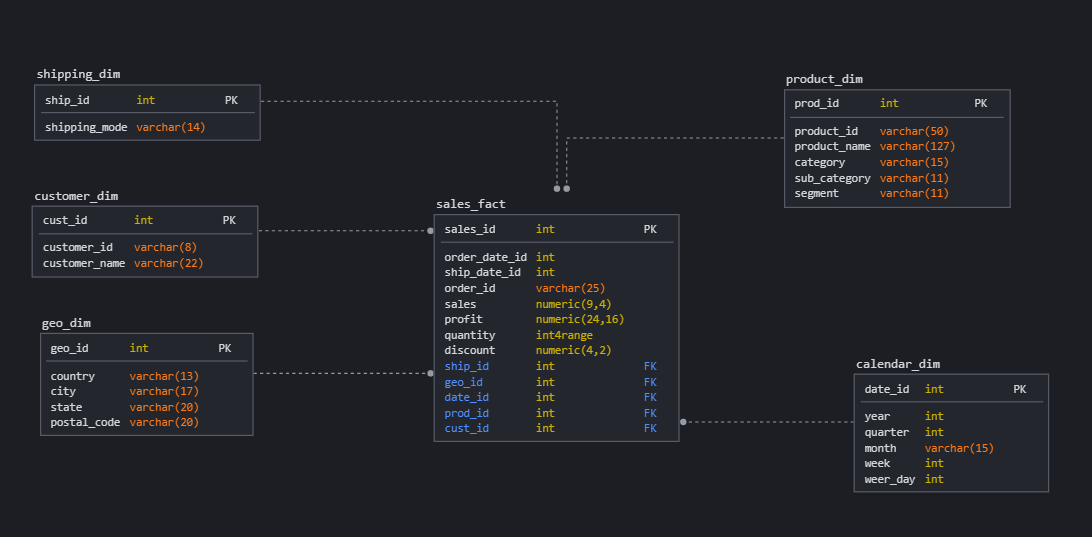 shipping_dim
ship_id int PK
shipping_mode varchar(14)
product_dim
prod_id int PK
product_id varchar(50)
product_name varchar(127)
category varchar(15)
sub_category varchar(11)
segment varchar(11)
customer_dim
cust_id int PK
customer_id varchar(8)
customer_name varchar(22)
sales_fact
sales_id int PK
order_date_id int
ship_date_id int
order_id varchar(25)
sales numeric(9,4)
profit numeric(24,16)
quantity int4range
discount numeric(4,2)
ship_id int FK
geo_id int FK
date_id int FK
prod_id int FK
cust_id int FK
geo_dim
geo_id int PK
country varchar(13)
city varchar(17)
state varchar(20)
postal_code varchar(20)
calendar_dim
date_id int PK
year int
quarter int
month varchar(15)
week int
weer_day int